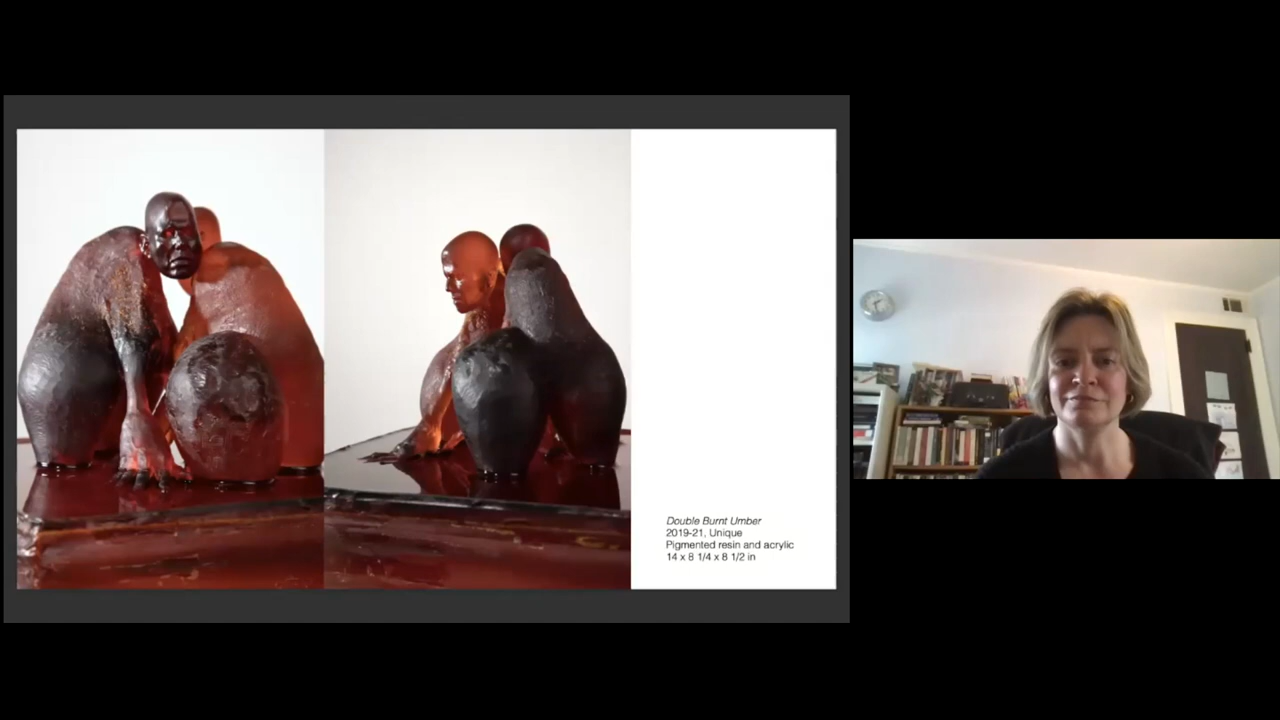 Double Burnt Umber
2019-21, Unique
Pigmented resin and acrylic
14 x 8 1/4 x 8 1/2 in